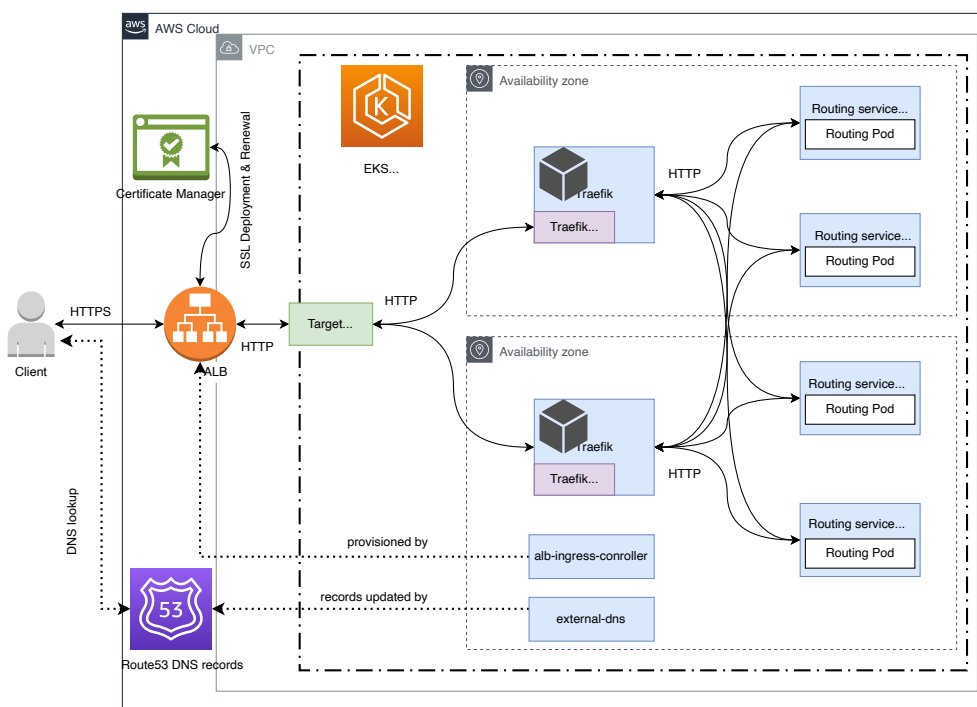 aws
AWS Cloud
VPC
Availability zone
Routing service...
Routing Pod
K
EKS...
Certificate Manager
SSL Deployment & Renewal
Traefik
Traefik...
HTTP
Routing service...
Routing Pod
HTTPS
HTTP
Target...
HTTP
Client
ALB
Availability zone
Routing service...
Routing Pod
Traefik
Traefik...
HTTP
DNS lookup
Routing service...
Routing Pod
provisioned by
alb-ingress-conroller
records updated by
external-dns
53
Route53 DNS records